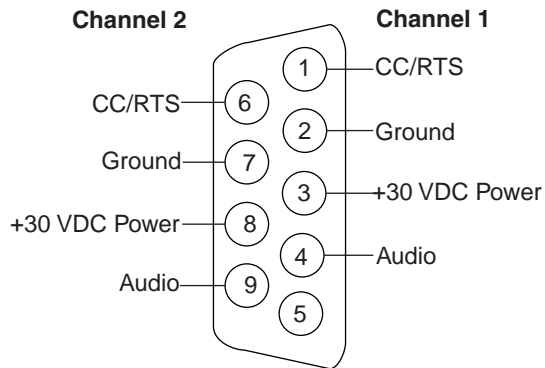 Channel 2
Channel 1
1
CC/RTS
CC/RTS
6
2
Ground
Ground
7
3
+30 VDC Power
+30 VDC Power
8
4
Audio
Audio
9
5